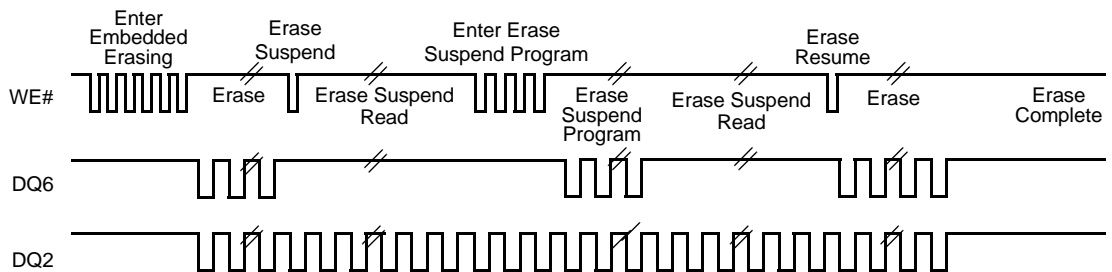 Enter
Embedded
Erasing
Erase
Suspend
Enter Erase
Suspend Program
Erase
Resume
WE#
Erase
Erase Suspend
Read
Erase
Suspend
Program
Erase Suspend
Read
Erase
Erase
Complete
DQ6
DQ2